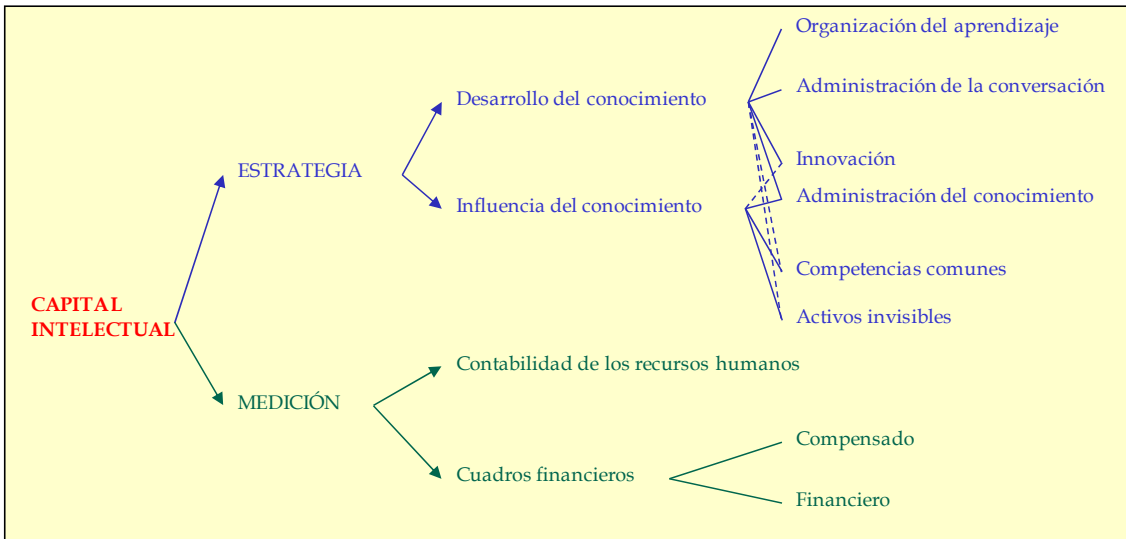 Organización del aprendizaje
Desarrollo del conocimiento
Administración de la conversación
Innovación
ESTRATEGIA
Influencia del conocimiento
Administración del conocimiento
Competencias comunes
CAPITAL
INTELECTUAL
Activos invisibles
Contabilidad de los recursos humanos
MEDICIÓN
Compensado
Cuadros financieros
Financiero